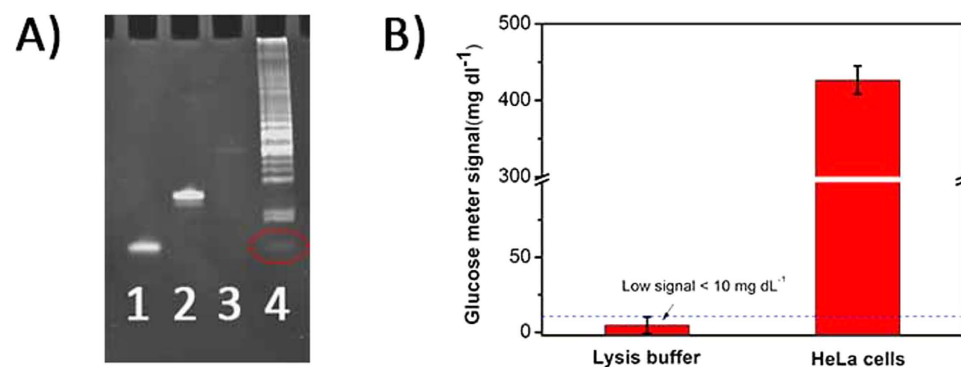 A)
1 2 3 4
B)
Glucose meter signal(mg dl⁻¹)
500
400
300
50
0
Low signal < 10 mg dL⁻¹
Lysis buffer
HeLa cells